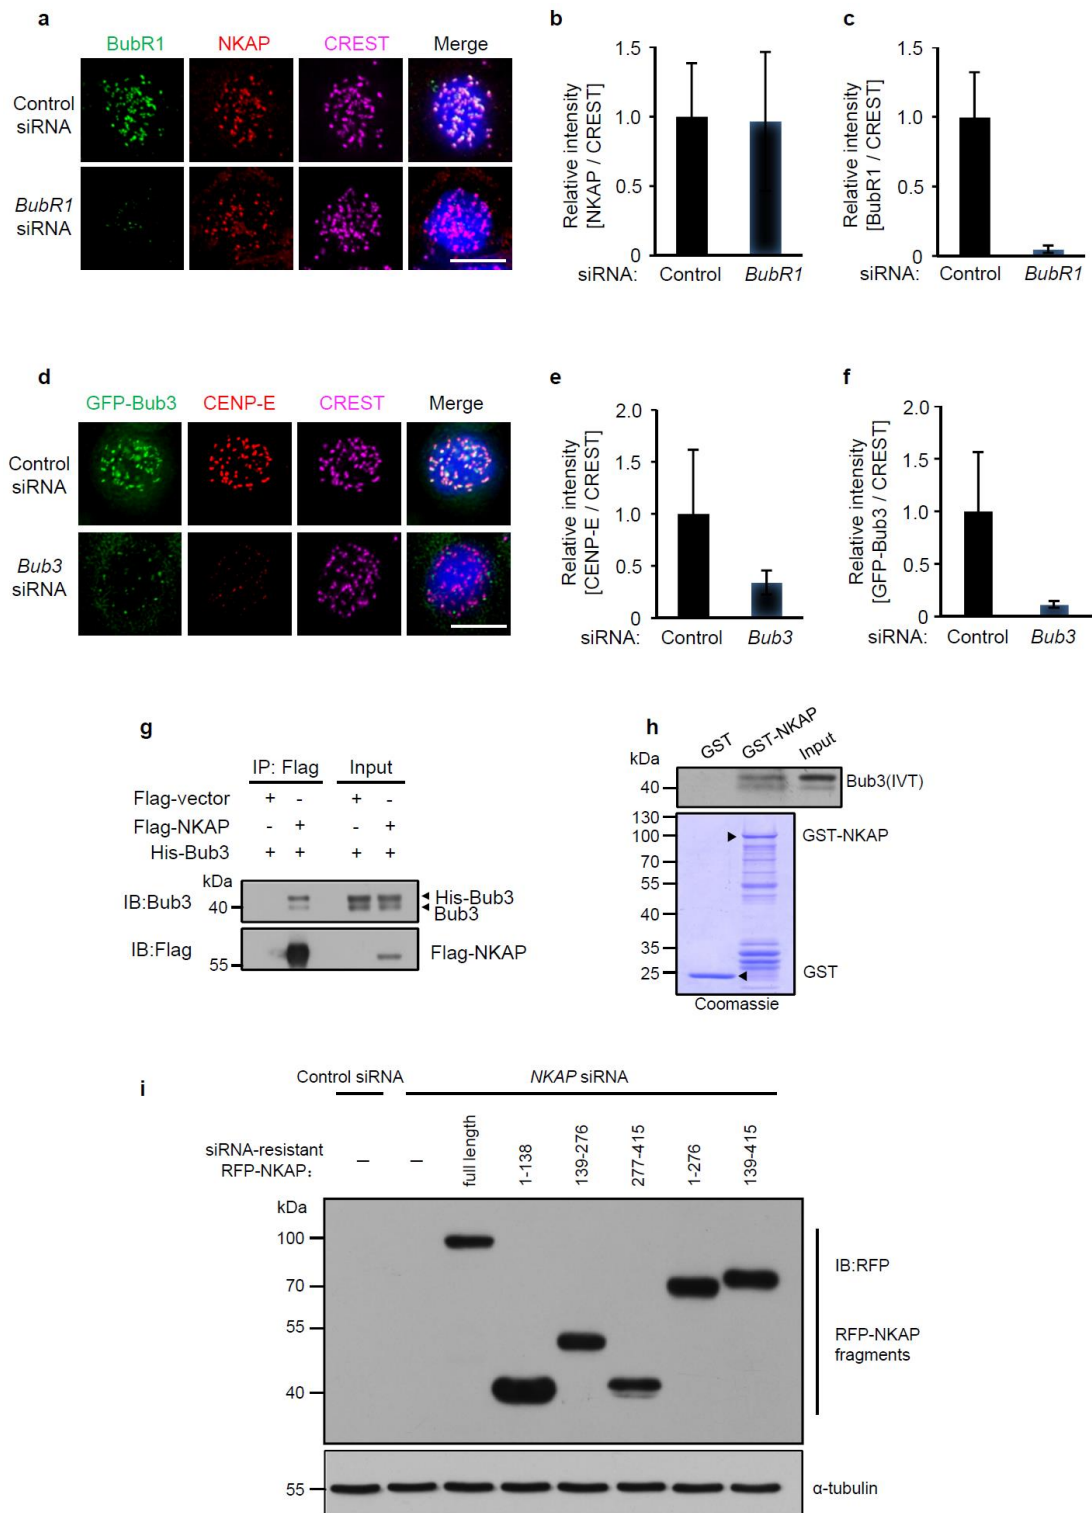 a
BubR1 NKAP CREST Merge
Control
siRNA
BubR1
siRNA
b
Relative intensity
[NKAP / CREST]
1.5
1.0
0.5
0
siRNA: Control BubR1
c
Relative intensity
[BubR1 / CREST]
1.5
1.0
0.5
0
siRNA: Control BubR1
d
GFP-Bub3 CENP-E CREST Merge
Control
siRNA
Bub3
siRNA
e
Relative intensity
[CENP-E / CREST]
2.0
1.5
1.0
0.5
0
siRNA: Control Bub3
f
Relative intensity
[GFP-Bub3 / CREST]
2.0
1.5
1.0
0.5
0
siRNA: Control Bub3
g
IP: Flag Input
Flag-vector + - + -
Flag-NKAP - + - +
His-Bub3 + + + +
kDa
IB:Bub3 40 His-Bub3
Bub3
IB:Flag 55 Flag-NKAP
h
GST GST-NKAP Input
kDa
40 Bub3(IVT)
130
100 GST-NKAP
70
55
40
35
25 GST
Coomassie
i
Control siRNA NKAP siRNA
siRNA-resistant
RFP-NKAP: – – full length 1-138 139-276 277-415 1-276 139-415
kDa
100
70
55
40
IB:RFP
RFP-NKAP
fragments
55 α-tubulin